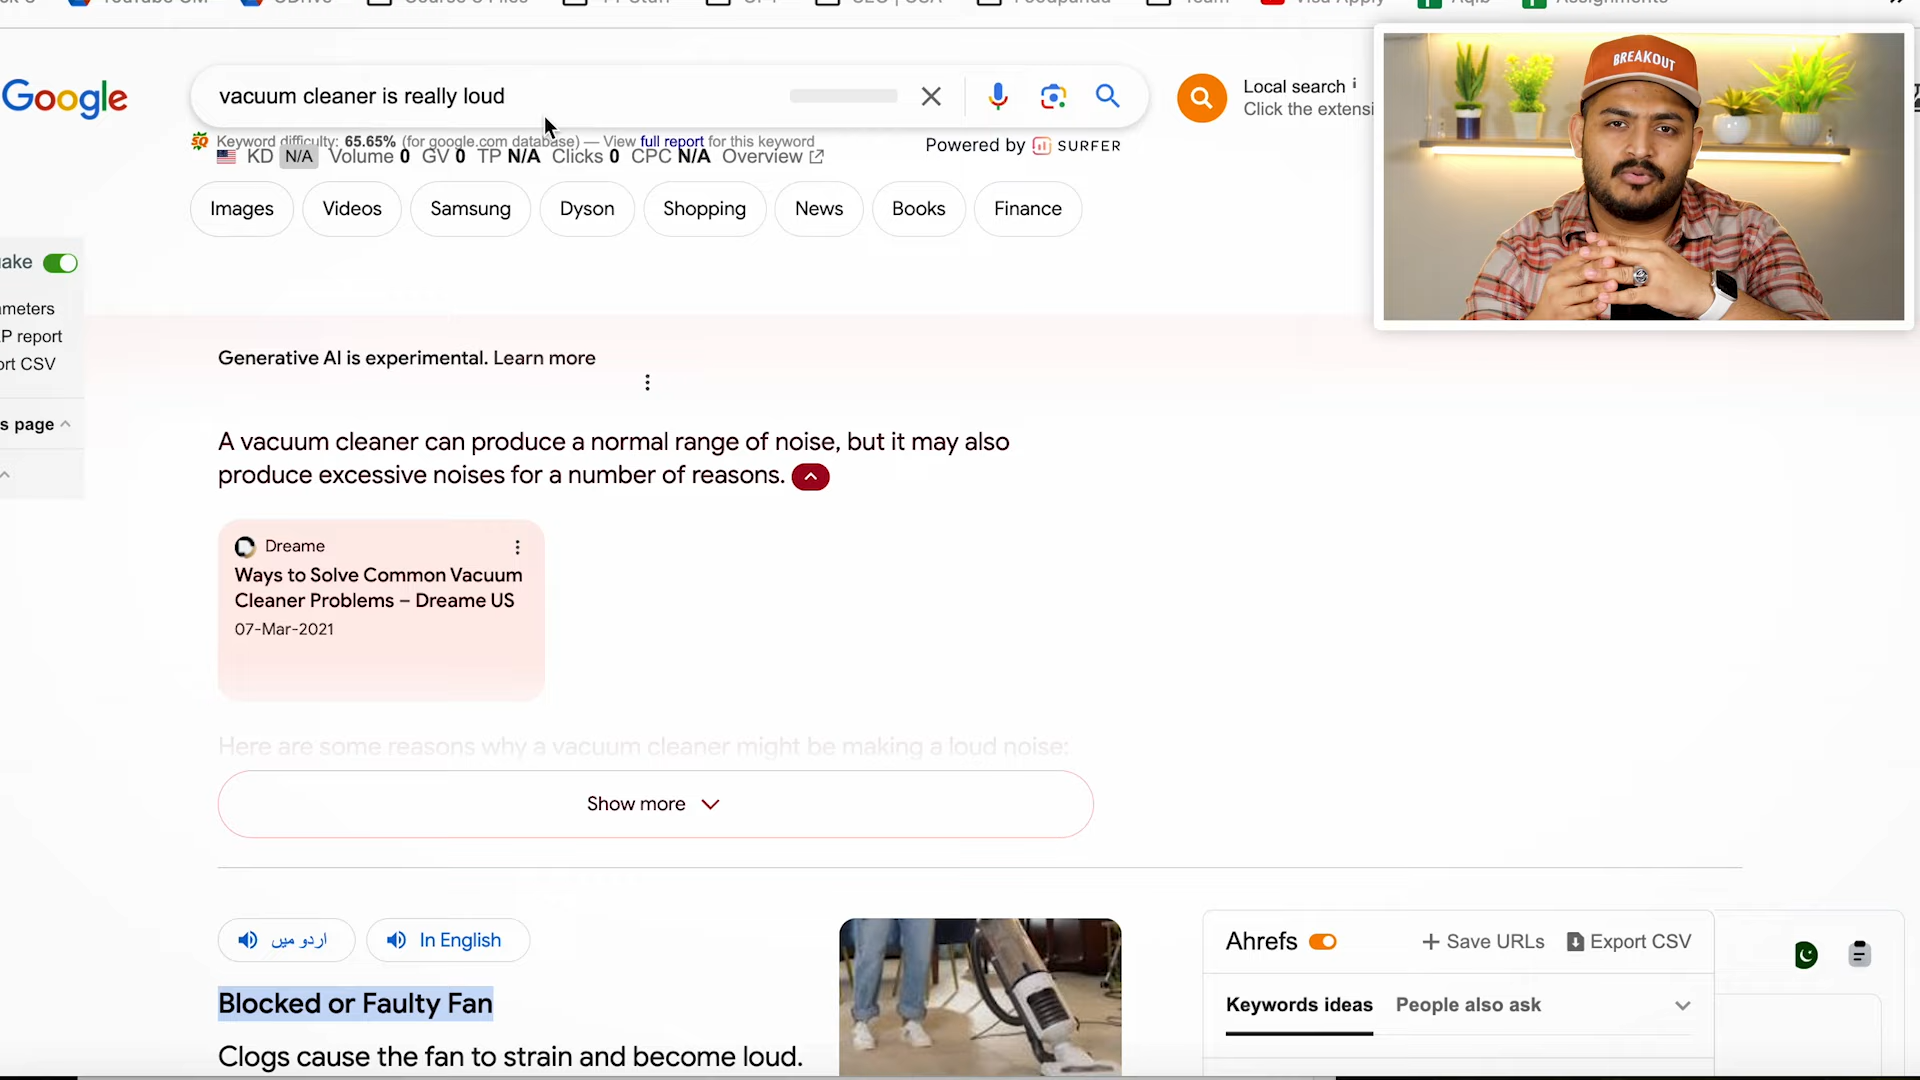 Google
vacuum cleaner is really loud
Local search i
Click the extensi
BREAKOUT
Keyword difficulty: 65.65% (for google.com database) — View full report for this keyword
KD N/A Volume 0 GV 0 TP N/A Clicks 0 CPC N/A Overview
Powered by SURFER
Images Videos Samsung Dyson Shopping News Books Finance
ake
meters
P report
ort CSV
s page
Generative AI is experimental. Learn more
A vacuum cleaner can produce a normal range of noise, but it may also
produce excessive noises for a number of reasons.
Dreame
Ways to Solve Common Vacuum
Cleaner Problems – Dreame US
07-Mar-2021
Here are some reasons why a vacuum cleaner might be making a loud noise:
Show more
اردو میں
In English
Blocked or Faulty Fan
Clogs cause the fan to strain and become loud.
Ahrefs
+ Save URLs
Export CSV
Keywords ideas People also ask